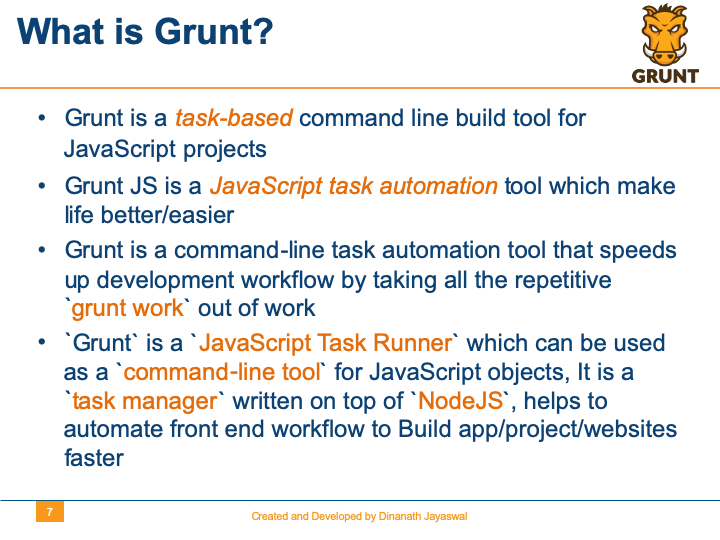 What is Grunt?
GRUNT
• Grunt is a task-based command line build tool for
JavaScript projects
• Grunt JS is a JavaScript task automation tool which make
life better/easier
• Grunt is a command-line task automation tool that speeds
up development workflow by taking all the repetitive
`grunt work` out of work
• `Grunt` is a `JavaScript Task Runner` which can be used
as a `command-line tool` for JavaScript objects, It is a
`task manager` written on top of `NodeJS`, helps to
automate front end workflow to Build app/project/websites
faster
7
Created and Developed by Dinanath Jayaswal